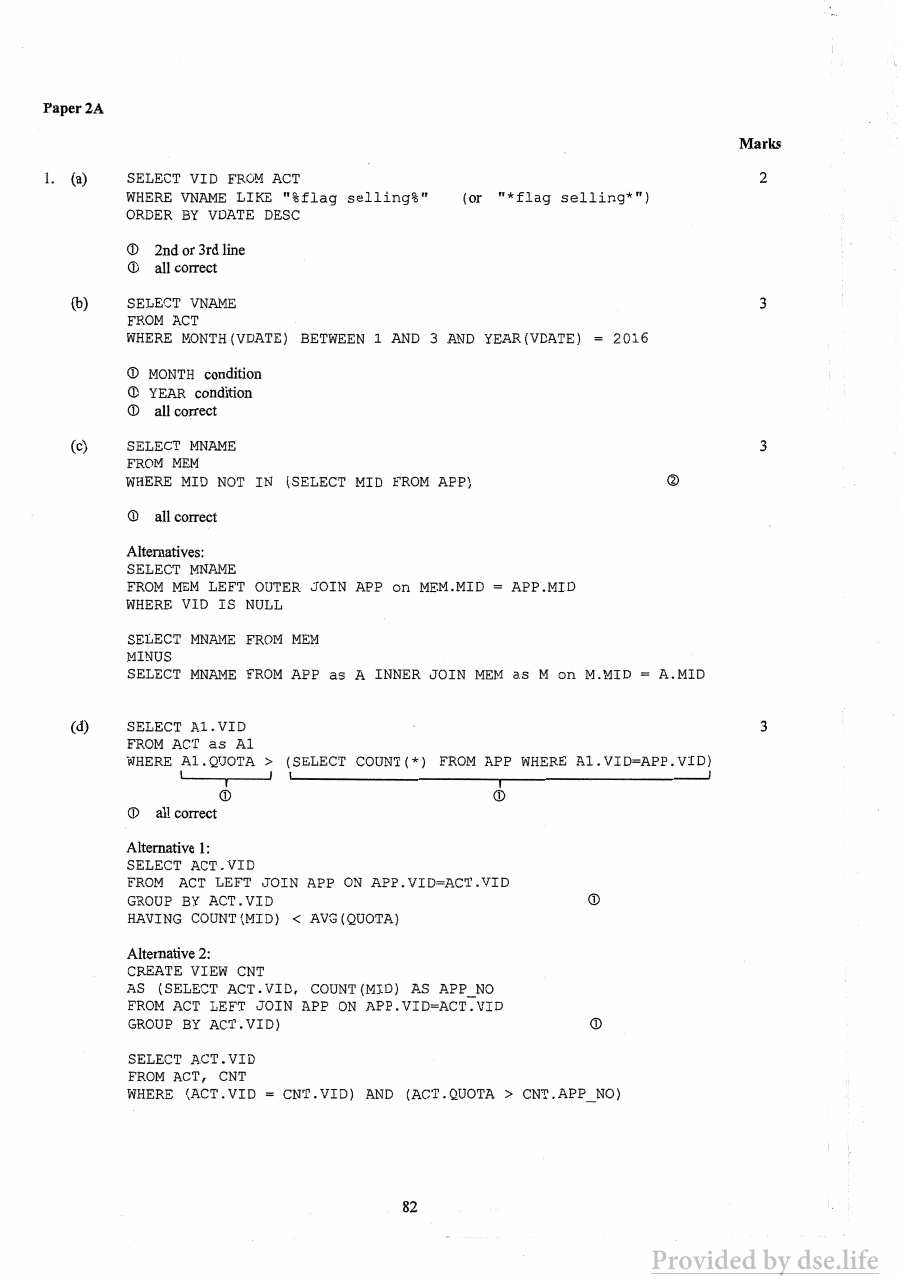 Paper 2A
Marks
1. (a) SELECT VID FROM ACT 2
WHERE VNAME LIKE "%flag selling%" (or "*flag selling*")
ORDER BY VDATE DESC
① 2nd or 3rd line
① all correct
(b) SELECT VNAME 3
FROM ACT
WHERE MONTH(VDATE) BETWEEN 1 AND 3 AND YEAR(VDATE) = 2016
① MONTH condition
① YEAR condition
① all correct
(c) SELECT MNAME 3
FROM MEM
WHERE MID NOT IN (SELECT MID FROM APP) ②
① all correct
Alternatives:
SELECT MNAME
FROM MEM LEFT OUTER JOIN APP on MEM.MID = APP.MID
WHERE VID IS NULL
SELECT MNAME FROM MEM
MINUS
SELECT MNAME FROM APP as A INNER JOIN MEM as M on M.MID = A.MID
(d) SELECT A1.VID 3
FROM ACT as A1
WHERE A1.QUOTA > (SELECT COUNT(*) FROM APP WHERE A1.VID=APP.VID)
① ①
① all correct
Alternative 1:
SELECT ACT.VID
FROM ACT LEFT JOIN APP ON APP.VID=ACT.VID
GROUP BY ACT.VID ①
HAVING COUNT(MID) < AVG(QUOTA)
Alternative 2:
CREATE VIEW CNT
AS (SELECT ACT.VID, COUNT(MID) AS APP_NO
FROM ACT LEFT JOIN APP ON APP.VID=ACT.VID
GROUP BY ACT.VID) ①
SELECT ACT.VID
FROM ACT, CNT
WHERE (ACT.VID = CNT.VID) AND (ACT.QUOTA > CNT.APP_NO)
82
Provided by dse.life